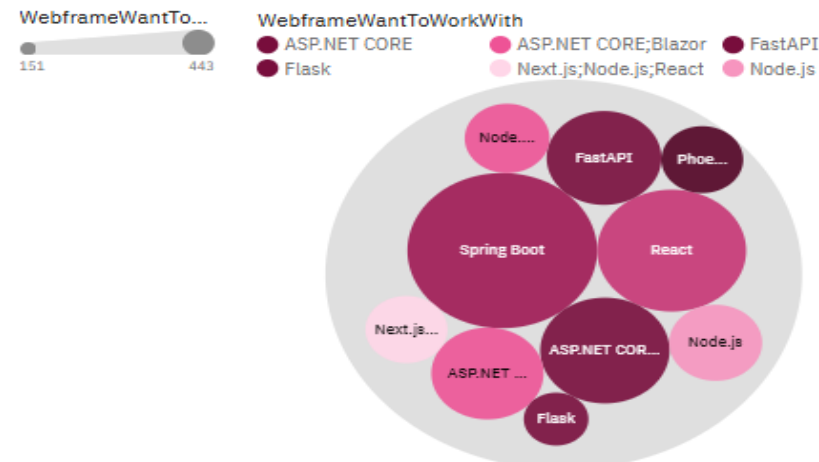 WebframeWantTo...
151 443
WebframeWantToWorkWith
ASP.NET CORE ASP.NET CORE;Blazor FastAPI
Flask Next.js;Node.js;React Node.js
Node....
FastAPI
Phoe...
Spring Boot
React
Next.js...
ASP.NET ...
ASP.NET COR...
Node.js
Flask